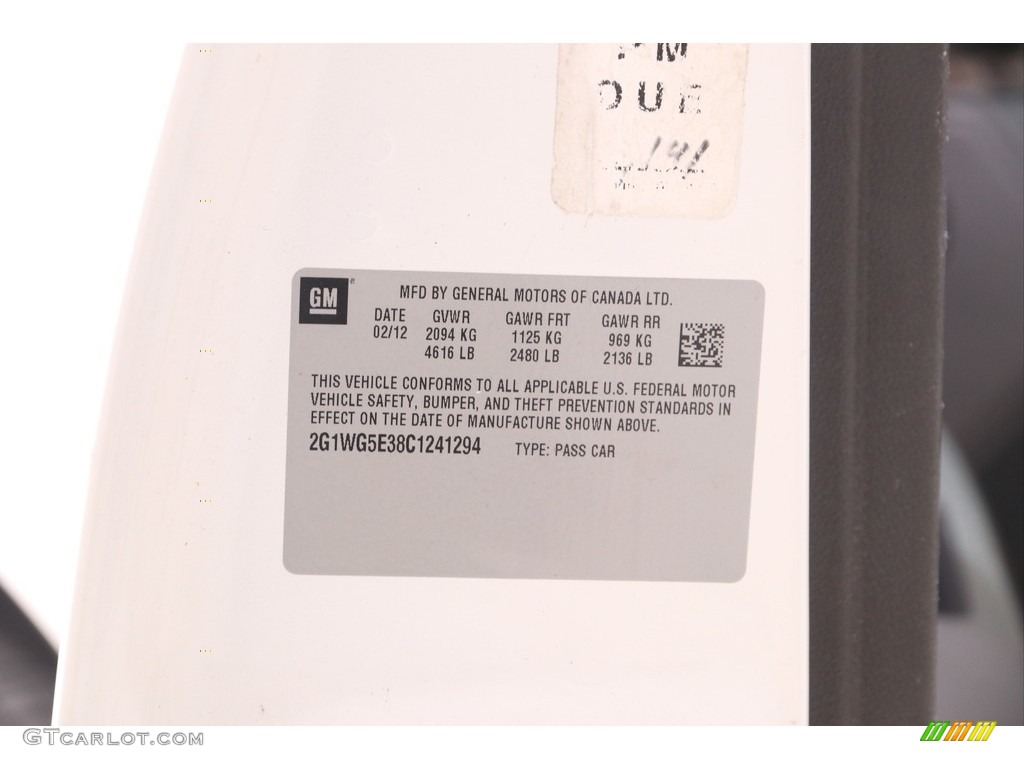 PM
DUE
GM
MFD BY GENERAL MOTORS OF CANADA LTD.
DATE GVWR GAWR FRT GAWR RR
02/12 2094 KG 1125 KG 969 KG
4616 LB 2480 LB 2136 LB
THIS VEHICLE CONFORMS TO ALL APPLICABLE U.S. FEDERAL MOTOR
VEHICLE SAFETY, BUMPER, AND THEFT PREVENTION STANDARDS IN
EFFECT ON THE DATE OF MANUFACTURE SHOWN ABOVE.
2G1WG5E38C1241294 TYPE: PASS CAR
GTcarlot.com